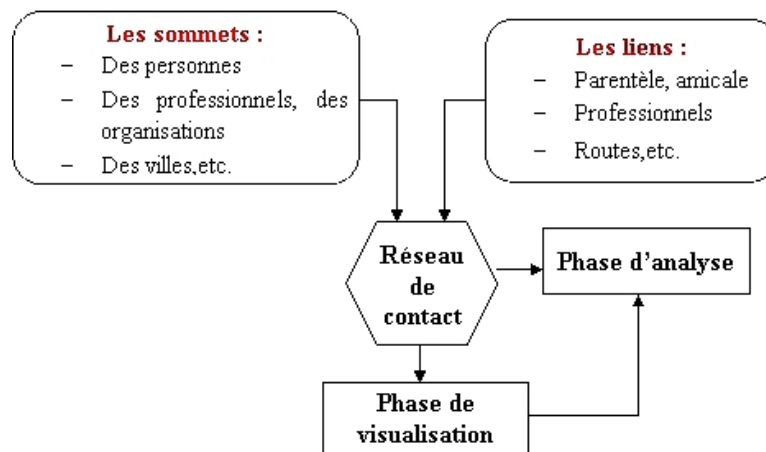 Les sommets :
– Des personnes
– Des professionnels, des
organisations
– Des villes,etc.
Les liens :
– Parentèle, amicale
– Professionnels
– Routes,etc.
Réseau
de
contact
Phase d'analyse
Phase de
visualisation